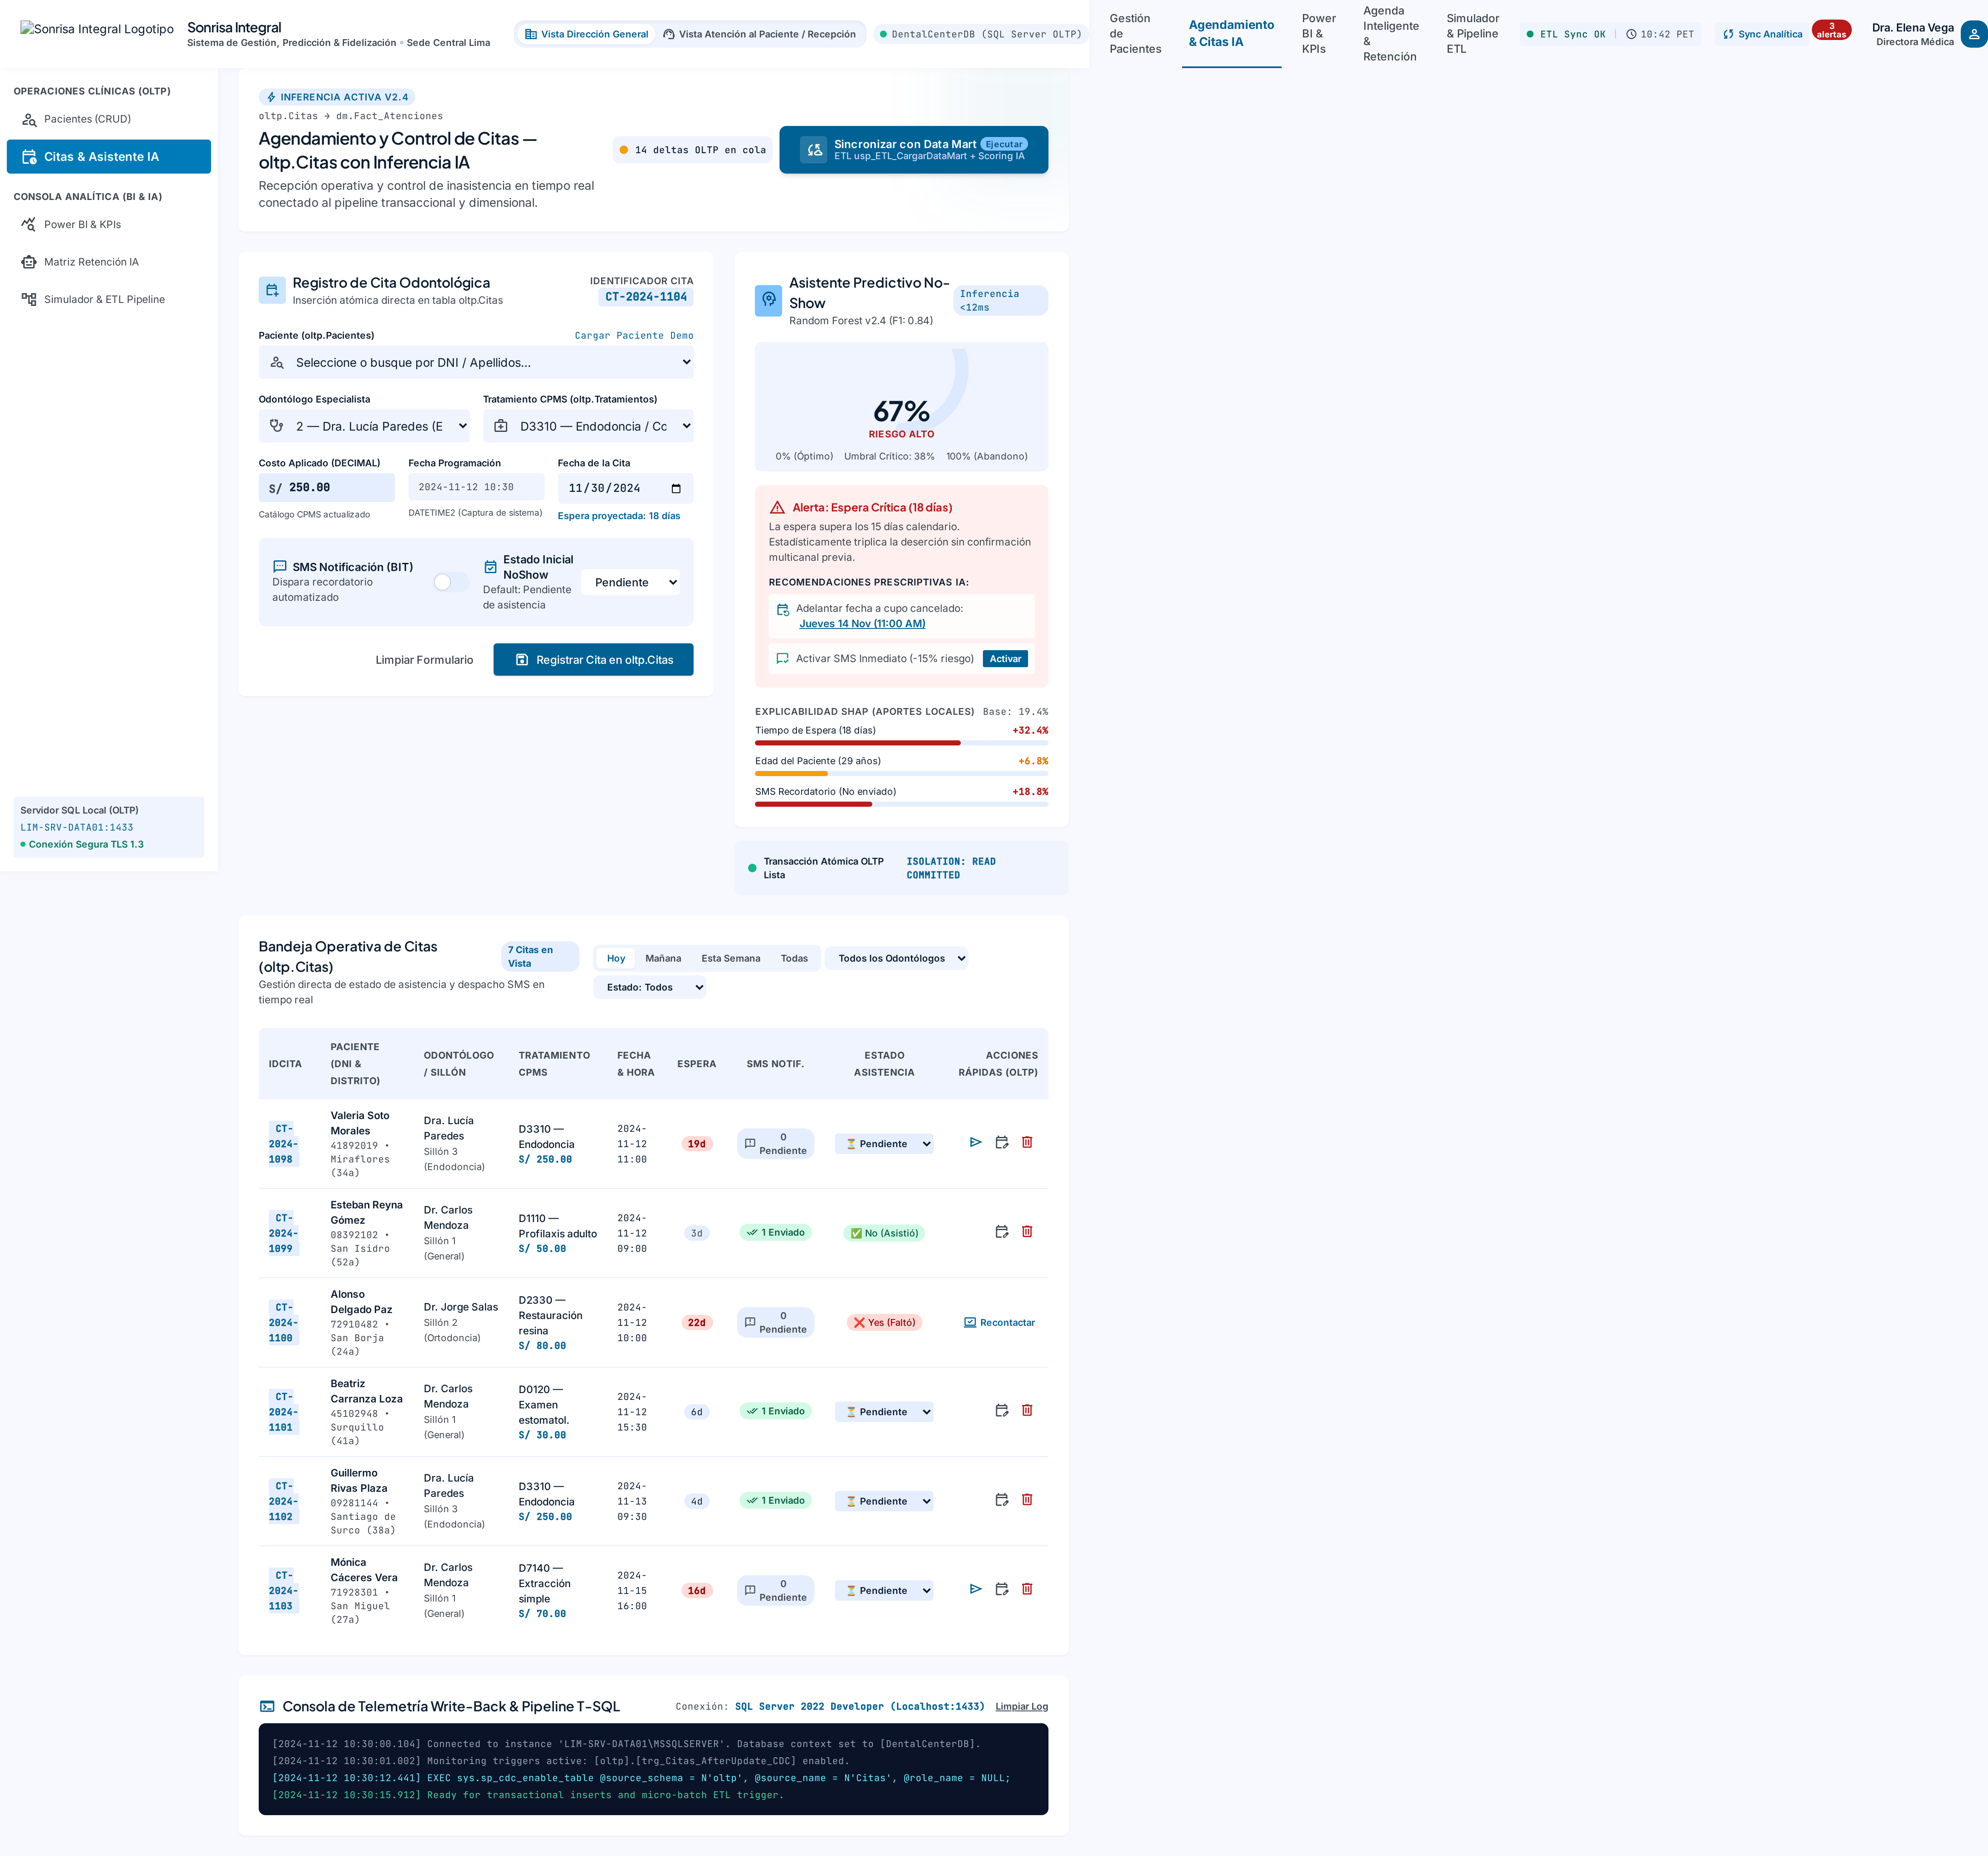 Sonrisa Integral Logotipo
Sonrisa Integral
Sistema de Gestión, Predicción & Fidelización • Sede Central Lima
Vista Dirección General
Vista Atención al Paciente / Recepción
DentalCenterDB (SQL Server OLTP)
Gestión
de
Pacientes
Agendamiento
& Citas IA
Power
BI &
KPIs
Agenda
Inteligente
&
Retención
Simulador
& Pipeline
ETL
ETL Sync OK | 10:42 PET
Sync Analítica
3
alertas
Dra. Elena Vega
Directora Médica
OPERACIONES CLÍNICAS (OLTP)
Pacientes (CRUD)
Citas & Asistente IA
CONSOLA ANALÍTICA (BI & IA)
Power BI & KPIs
Matriz Retención IA
Simulador & ETL Pipeline
Servidor SQL Local (OLTP)
LIM-SRV-DATA01:1433
Conexión Segura TLS 1.3
INFERENCIA ACTIVA V2.4
oltp.Citas → dm.Fact_Atenciones
Agendamiento y Control de Citas —
oltp.Citas con Inferencia IA
Recepción operativa y control de inasistencia en tiempo real
conectado al pipeline transaccional y dimensional.
14 deltas OLTP en cola
Sincronizar con Data Mart Ejecutar
ETL usp_ETL_CargarDataMart + Scoring IA
Registro de Cita Odontológica
Inserción atómica directa en tabla oltp.Citas
IDENTIFICADOR CITA
CT-2024-1104
Paciente (oltp.Pacientes)
Cargar Paciente Demo
Seleccione o busque por DNI / Apellidos...
Odontólogo Especialista
Tratamiento CPMS (oltp.Tratamientos)
2 — Dra. Lucía Paredes (E
D3310 — Endodoncia / Cc
Costo Aplicado (DECIMAL)
Fecha Programación
Fecha de la Cita
S/ 250.00
2024-11-12 10:30
11/30/2024
Catálogo CPMS actualizado
DATETIME2 (Captura de sistema)
Espera proyectada: 18 días
SMS Notificación (BIT)
Dispara recordatorio
automatizado
Estado Inicial
NoShow
Default: Pendiente
de asistencia
Pendiente
Limpiar Formulario
Registrar Cita en oltp.Citas
Asistente Predictivo No-
Show
Random Forest v2.4 (F1: 0.84)
Inferencia
<12ms
67%
RIESGO ALTO
0% (Óptimo)
Umbral Crítico: 38%
100% (Abandono)
Alerta: Espera Crítica (18 días)
La espera supera los 15 días calendario.
Estadísticamente triplica la deserción sin confirmación
multicanal previa.
RECOMENDACIONES PRESCRIPTIVAS IA:
Adelantar fecha a cupo cancelado:
Jueves 14 Nov (11:00 AM)
Activar SMS Inmediato (-15% riesgo)
Activar
EXPLICABILIDAD SHAP (APORTES LOCALES)
Base: 19.4%
Tiempo de Espera (18 días)
+32.4%
Edad del Paciente (29 años)
+6.8%
SMS Recordatorio (No enviado)
+18.8%
Transacción Atómica OLTP
Lista
ISOLATION: READ
COMMITTED
Bandeja Operativa de Citas
(oltp.Citas)
7 Citas en
Vista
Gestión directa de estado de asistencia y despacho SMS en
tiempo real
Hoy
Mañana
Esta Semana
Todas
Todos los Odontólogos
Estado: Todos
IDCITA
PACIENTE
(DNI &
DISTRITO)
ODONTÓLOGO
/ SILLÓN
TRATAMIENTO
CPMS
FECHA
& HORA
ESPERA
SMS NOTIF.
ESTADO
ASISTENCIA
ACCIONES
RÁPIDAS (OLTP)
CT-
2024-
1098
Valeria Soto
Morales
41892019 •
Miraflores
(34a)
Dra. Lucía
Paredes
Sillón 3
(Endodoncia)
D3310 —
Endodoncia
S/ 250.00
2024-
11-12
11:00
19d
0
Pendiente
⏳ Pendiente
CT-
2024-
1099
Esteban Reyna
Gómez
08392102 •
San Isidro
(52a)
Dr. Carlos
Mendoza
Sillón 1
(General)
D1110 —
Profilaxis adulto
S/ 50.00
2024-
11-12
09:00
3d
1 Enviado
✅ No (Asistió)
CT-
2024-
1100
Alonso
Delgado Paz
72910482 •
San Borja
(24a)
Dr. Jorge Salas
Sillón 2
(Ortodoncia)
D2330 —
Restauración
resina
S/ 80.00
2024-
11-12
10:00
22d
0
Pendiente
❌ Yes (Faltó)
Recontactar
CT-
2024-
1101
Beatriz
Carranza Loza
45102948 •
Surquillo
(41a)
Dr. Carlos
Mendoza
Sillón 1
(General)
D0120 —
Examen
estomatol.
S/ 30.00
2024-
11-12
15:30
6d
1 Enviado
⏳ Pendiente
CT-
2024-
1102
Guillermo
Rivas Plaza
09281144 •
Santiago de
Surco (38a)
Dra. Lucía
Paredes
Sillón 3
(Endodoncia)
D3310 —
Endodoncia
S/ 250.00
2024-
11-13
09:30
4d
1 Enviado
⏳ Pendiente
CT-
2024-
1103
Mónica
Cáceres Vera
71928301 •
San Miguel
(27a)
Dr. Carlos
Mendoza
Sillón 1
(General)
D7140 —
Extracción
simple
S/ 70.00
2024-
11-15
16:00
16d
0
Pendiente
⏳ Pendiente
Consola de Telemetría Write-Back & Pipeline T-SQL
Conexión: SQL Server 2022 Developer (Localhost:1433)
Limpiar Log
[2024-11-12 10:30:00.104] Connected to instance 'LIM-SRV-DATA01\MSSQLSERVER'. Database context set to [DentalCenterDB].
[2024-11-12 10:30:01.002] Monitoring triggers active: [oltp].[trg_Citas_AfterUpdate_CDC] enabled.
[2024-11-12 10:30:12.441] EXEC sys.sp_cdc_enable_table @source_schema = N'oltp', @source_name = N'Citas', @role_name = NULL;
[2024-11-12 10:30:15.912] Ready for transactional inserts and micro-batch ETL trigger.